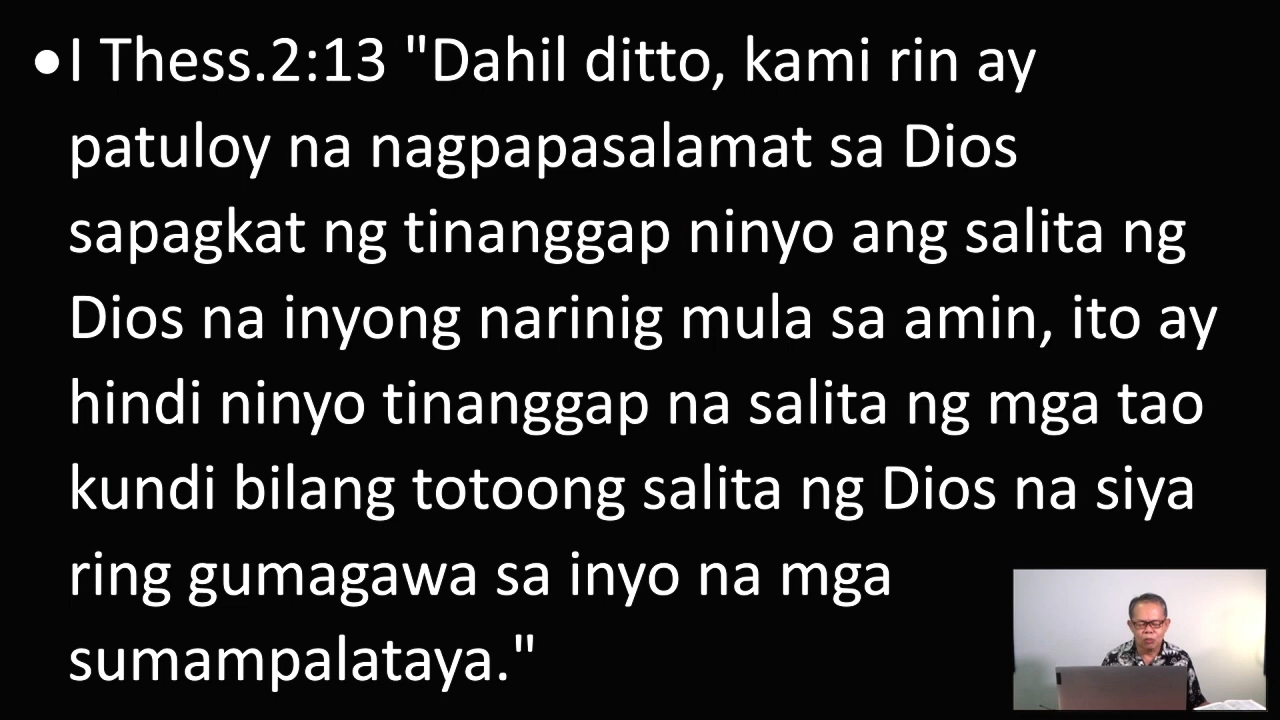 •I Thess.2:13 "Dahil ditto, kami rin ay
patuloy na nagpapasalamat sa Dios
sapagkat ng tinanggap ninyo ang salita ng
Dios na inyong narinig mula sa amin, ito ay
hindi ninyo tinanggap na salita ng mga tao
kundi bilang totoong salita ng Dios na siya
ring gumagawa sa inyo na mga
sumampalataya."